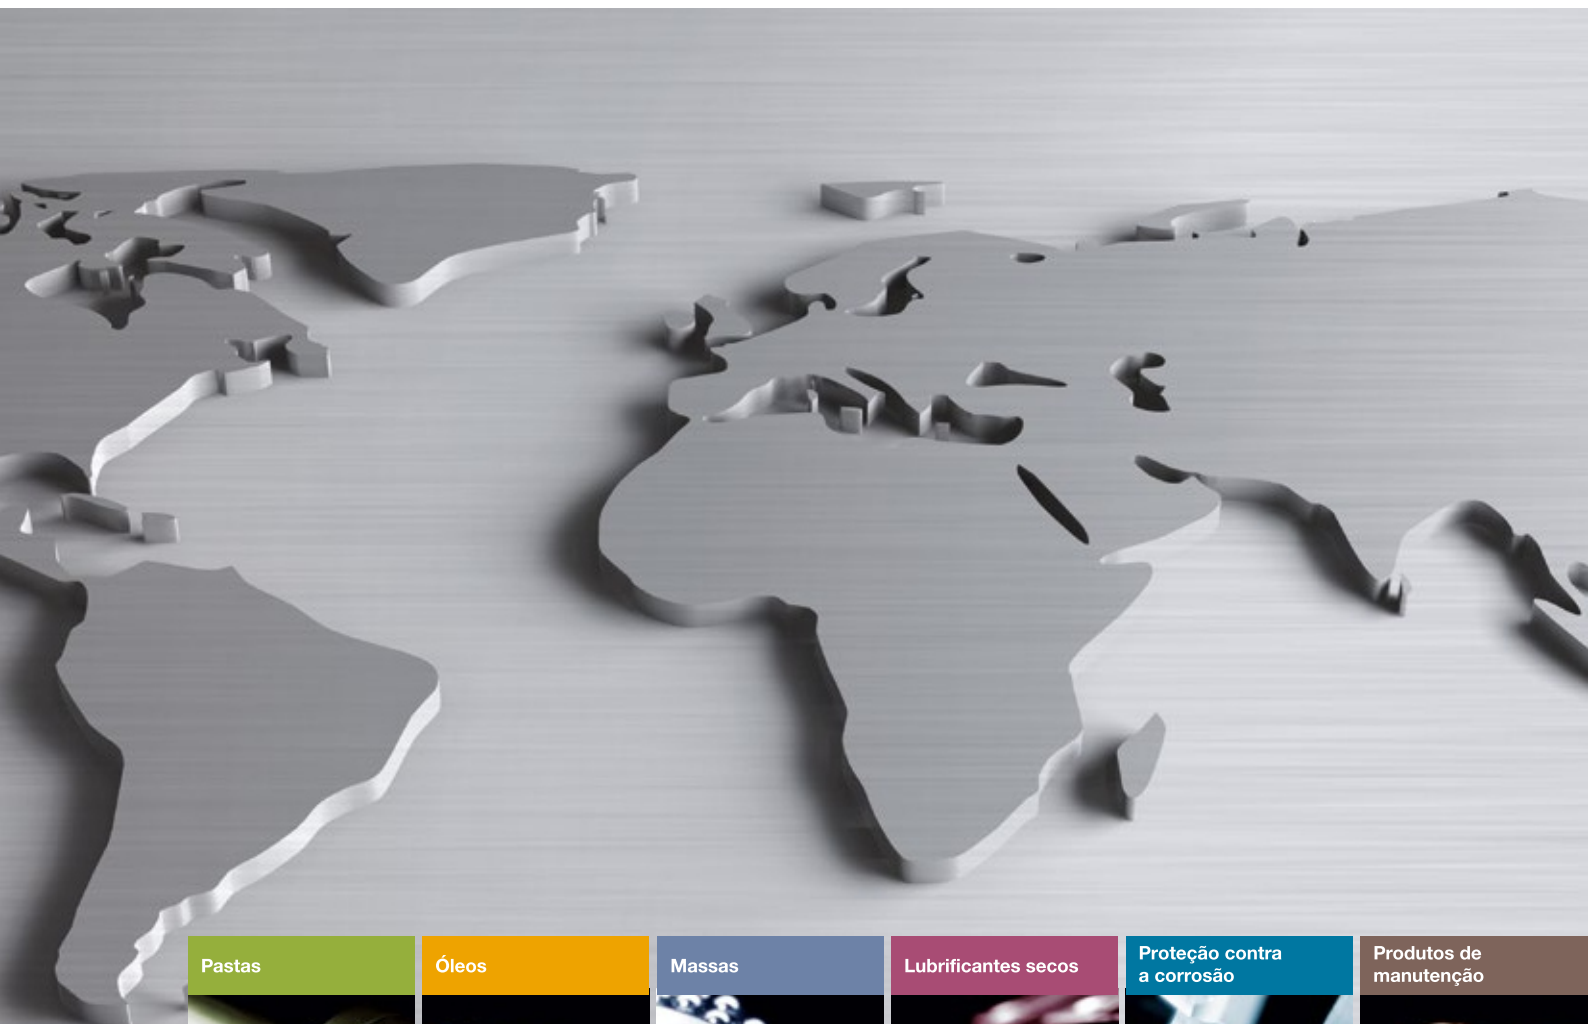 Pastas
Óleos
Massas
Lubrificantes secos
Proteção contra
a corrosão
Produtos de
manutenção